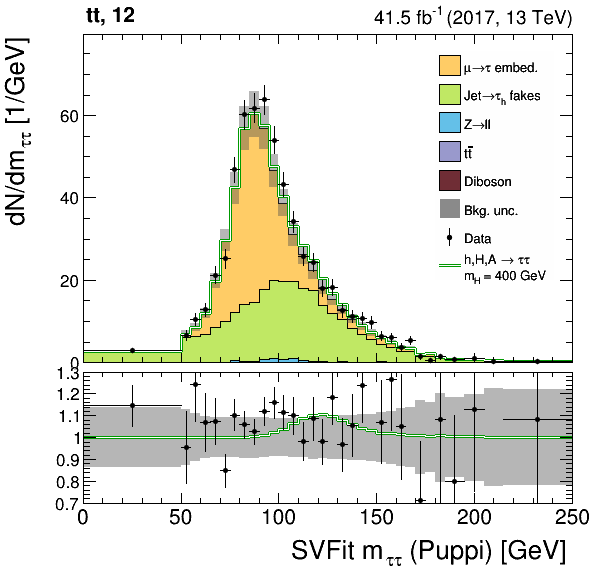 tt, 12
41.5 fb⁻¹ (2017, 13 TeV)
dN/dm_ττ [1/GeV]
μ→τ embed.
Jet→τ_h fakes
Z→ll
tt̄
Diboson
Bkg. unc.
Data
h,H,A → ττ
m_H = 400 GeV
60
40
20
0
1.3
1.2
1.1
1
0.9
0.8
0.7
0 50 100 150 200 250
SVFit m_ττ (Puppi) [GeV]